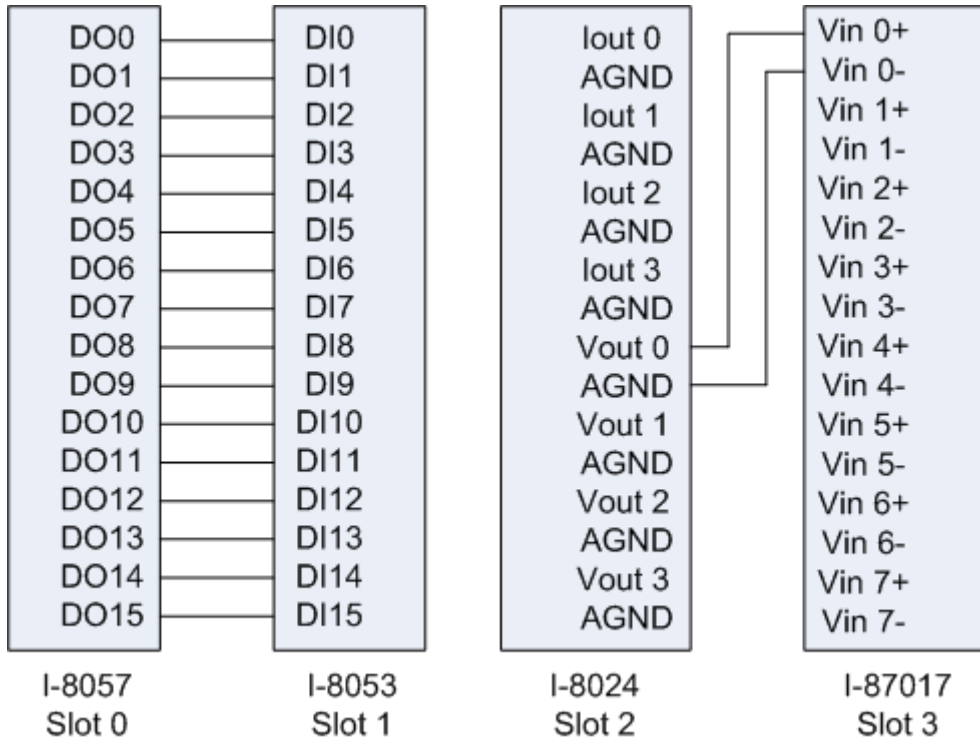 DO0
DO1
DO2
DO3
DO4
DO5
DO6
DO7
DO8
DO9
DO10
DO11
DO12
DO13
DO14
DO15
I-8057
Slot 0
DI0
DI1
DI2
DI3
DI4
DI5
DI6
DI7
DI8
DI9
DI10
DI11
DI12
DI13
DI14
DI15
I-8053
Slot 1
Iout 0
AGND
Iout 1
AGND
Iout 2
AGND
Iout 3
AGND
Vout 0
AGND
Vout 1
AGND
Vout 2
AGND
Vout 3
AGND
I-8024
Slot 2
Vin 0+
Vin 0-
Vin 1+
Vin 1-
Vin 2+
Vin 2-
Vin 3+
Vin 3-
Vin 4+
Vin 4-
Vin 5+
Vin 5-
Vin 6+
Vin 6-
Vin 7+
Vin 7-
I-87017
Slot 3